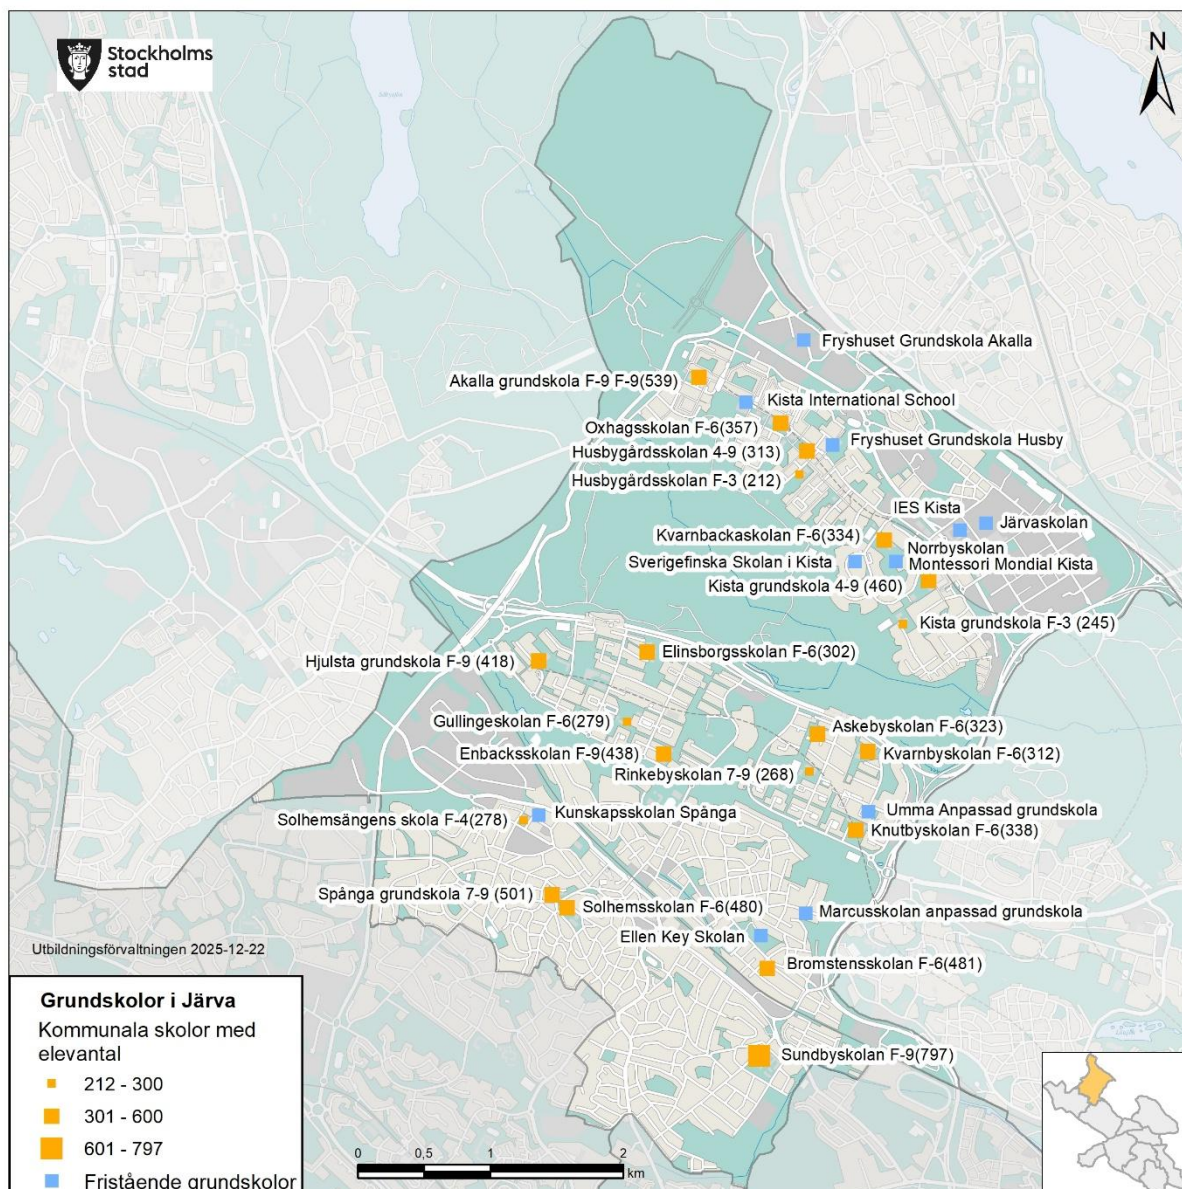 Stockholms
stad
N
Fryshuset Grundskola Akalla
Akalla grundskola F-9 F-9(539)
Kista International School
Oxhagsskolan F-6(357)
Fryshuset Grundskola Husby
Husbygårdsskolan 4-9 (313)
Husbygårdsskolan F-3 (212)
IES Kista
Järvaskolan
Kvarnbackaskolan F-6(334)
Norrbyskolan
Sverigefinska Skolan i Kista
Montessori Mondial Kista
Kista grundskola 4-9 (460)
Kista grundskola F-3 (245)
Hjulsta grundskola F-9 (418)
Elinsborgsskolan F-6(302)
Gullingeskolan F-6(279)
Askebyskolan F-6(323)
Enbacksskolan F-9(438)
Kvarnbyskolan F-6(312)
Rinkebyskolan 7-9 (268)
Solhemsängens skola F-4(278)
Kunskapsskolan Spånga
Umma Anpassad grundskola
Knutbyskolan F-6(338)
Spånga grundskola 7-9 (501)
Solhemsskolan F-6(480)
Marcusskolan anpassad grundskola
Ellen Key Skolan
Bromstensskolan F-6(481)
Sundbyskolan F-9(797)
Utbildningsförvaltningen 2025-12-22
Grundskolor i Järva
Kommunala skolor med
elevantal
212 - 300
301 - 600
601 - 797
Fristående grundskolor
0 0,5 1 2
km